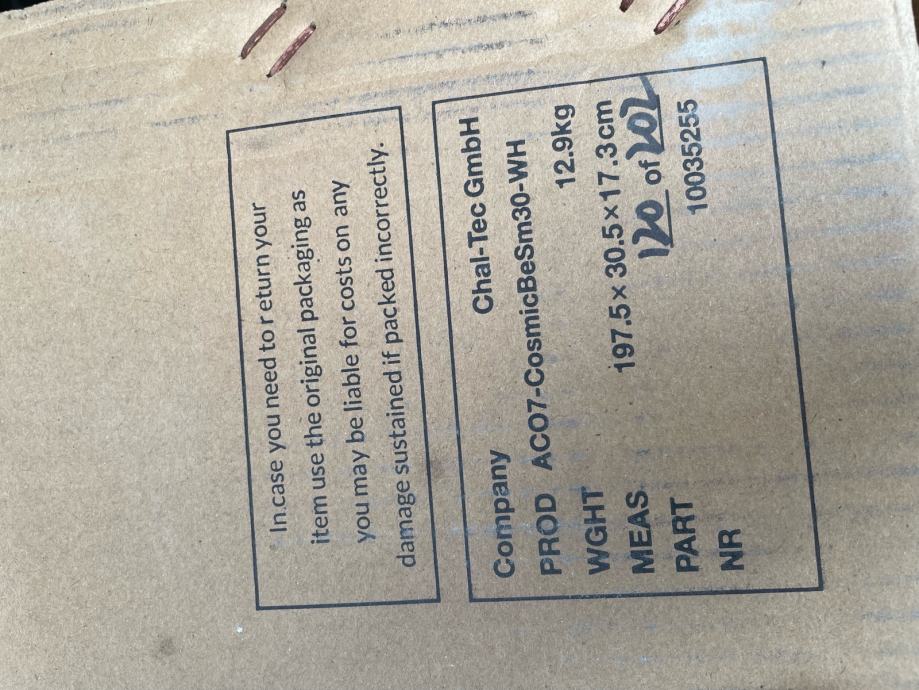 In.case you need to r eturn your
item use the original packaging as
you may be liable for costs on any
damage sustained if packed incorrectly.
Company Chal-Tec GmbH
PROD ACO7-CosmicBeSm30-WH
WGHT 12.9kg
MEAS 197.5 x 30.5 x 17.3 cm
PART 120 of 202
NR 10035255